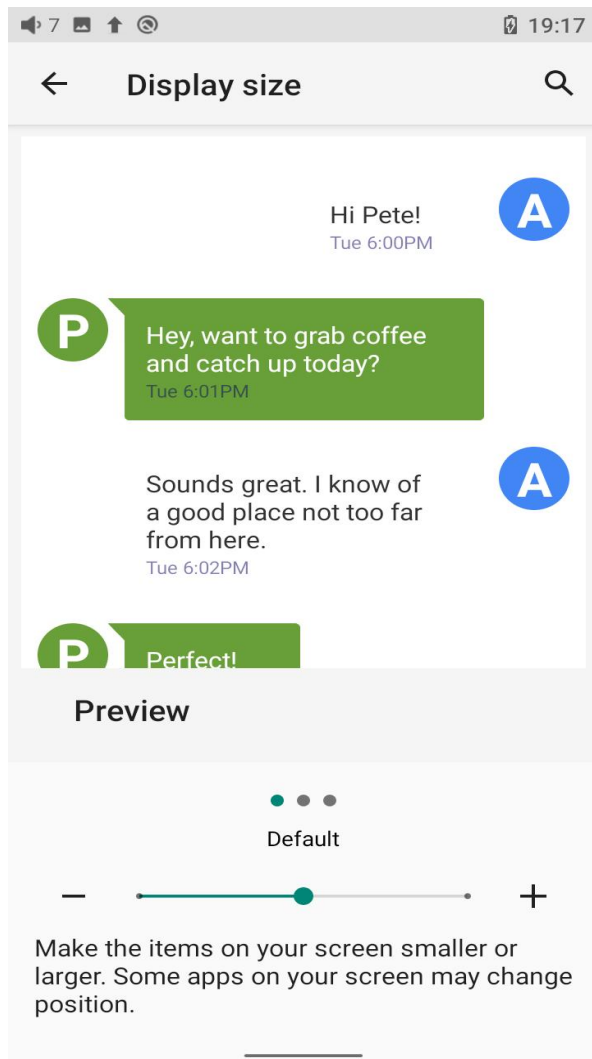 7 19:17
Display size
Hi Pete!
A
Tue 6:00PM
P
Hey, want to grab coffee
and catch up today?
Tue 6:01PM
Sounds great. I know of
A
a good place not too far
from here.
Tue 6:02PM
P
Perfect!
Preview
Default
Make the items on your screen smaller or
larger. Some apps on your screen may change
position.